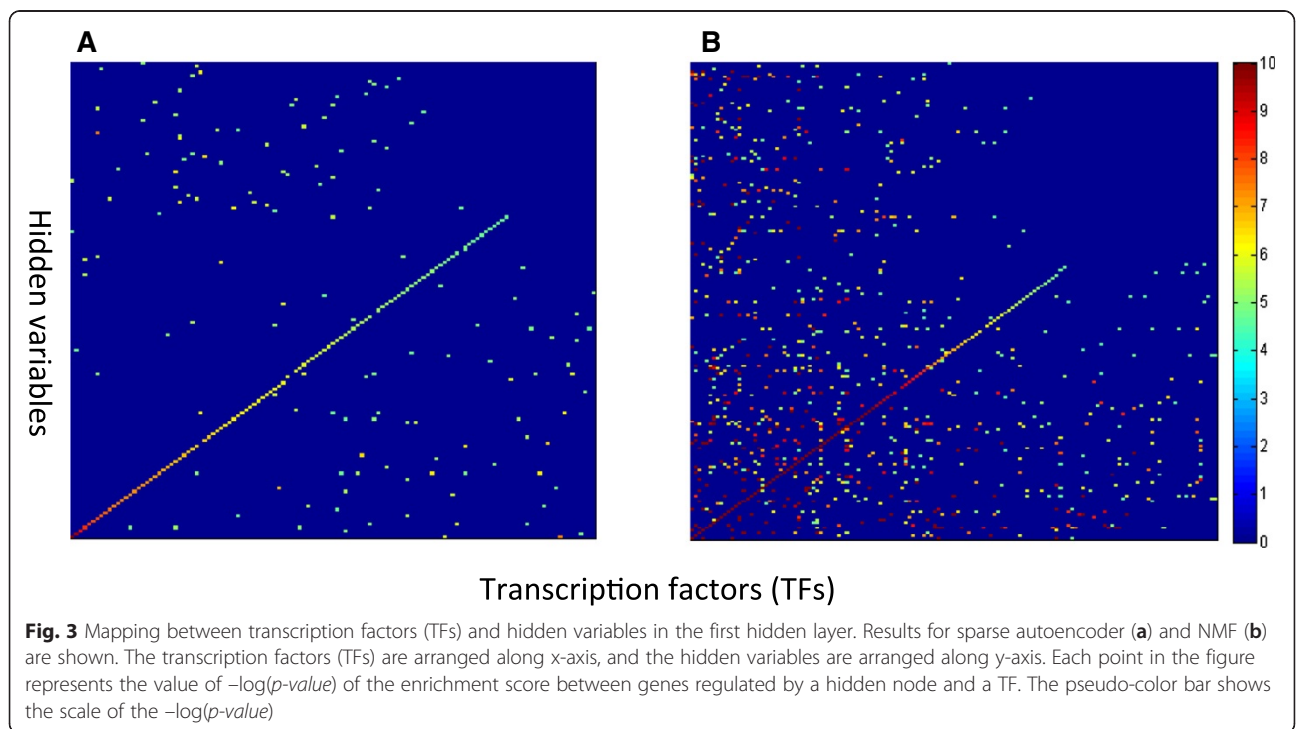 A
B
Hidden variables
10
9
8
7
6
5
4
3
2
1
0
Transcription factors (TFs)
Fig. 3 Mapping between transcription factors (TFs) and hidden variables in the first hidden layer. Results for sparse autoencoder (a) and NMF (b)
are shown. The transcription factors (TFs) are arranged along x-axis, and the hidden variables are arranged along y-axis. Each point in the figure
represents the value of –log(p-value) of the enrichment score between genes regulated by a hidden node and a TF. The pseudo-color bar shows
the scale of the –log(p-value)